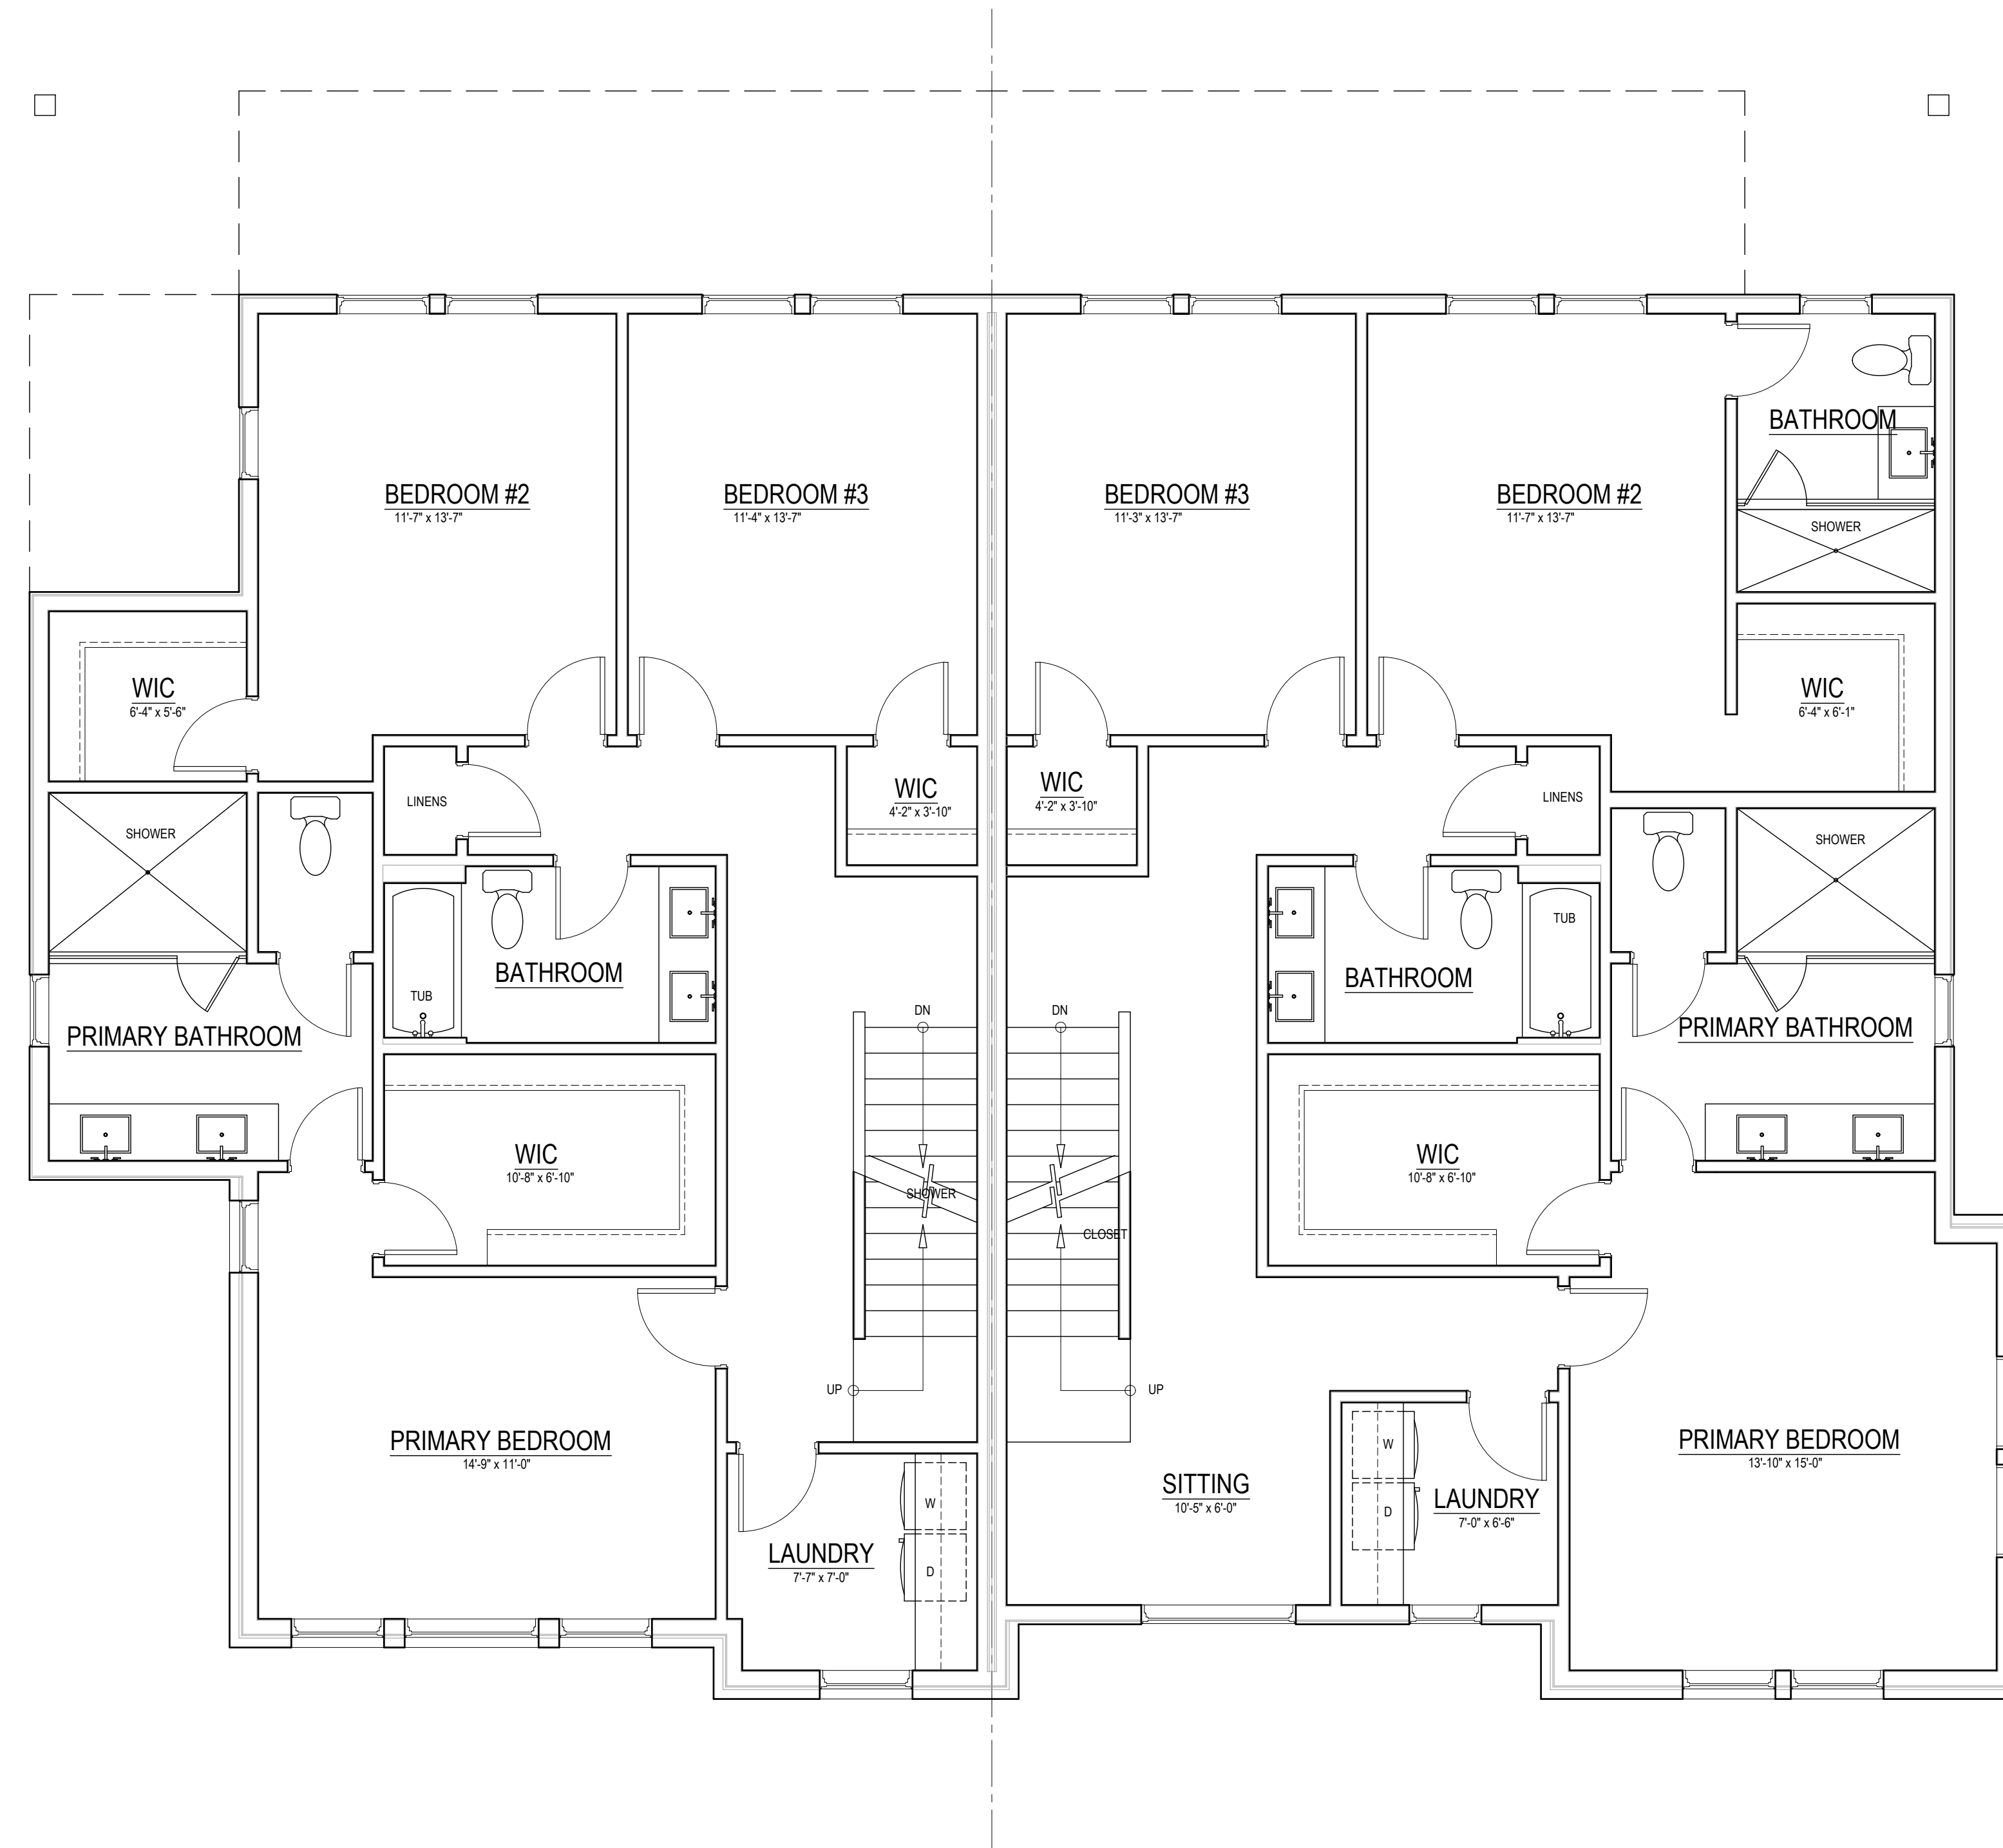 BATHROOM
BEDROOM #2
11'-7" x 13'-7"
BEDROOM #3
11'-4" x 13'-7"
BEDROOM #3
11'-3" x 13'-7"
BEDROOM #2
11'-7" x 13'-7"
SHOWER
WIC
6'-4" x 5'-6"
WIC
6'-4" x 6'-1"
WIC
4'-2" x 3'-10"
WIC
4'-2" x 3'-10"
LINENS
LINENS
SHOWER
SHOWER
TUB
BATHROOM
BATHROOM
TUB
DN
DN
PRIMARY BATHROOM
PRIMARY BATHROOM
WIC
10'-8" x 6'-10"
SHOWER
CLOSET
WIC
10'-8" x 6'-10"
UP
UP
PRIMARY BEDROOM
14'-9" x 11'-0"
PRIMARY BEDROOM
13'-10" x 15'-0"
W
D
LAUNDRY
7'-7" x 7'-0"
SITTING
10'-5" x 6'-0"
W
D
LAUNDRY
7'-0" x 6'-6"